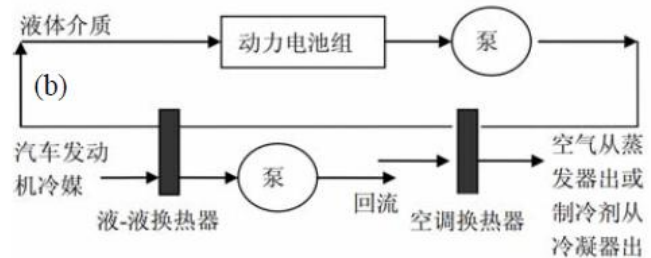 液体介质
动力电池组
泵
(b)
汽车发动
机冷媒
泵
回流
液-液换热器
空调换热器
空气从蒸
发器出或
制冷剂从
冷凝器出